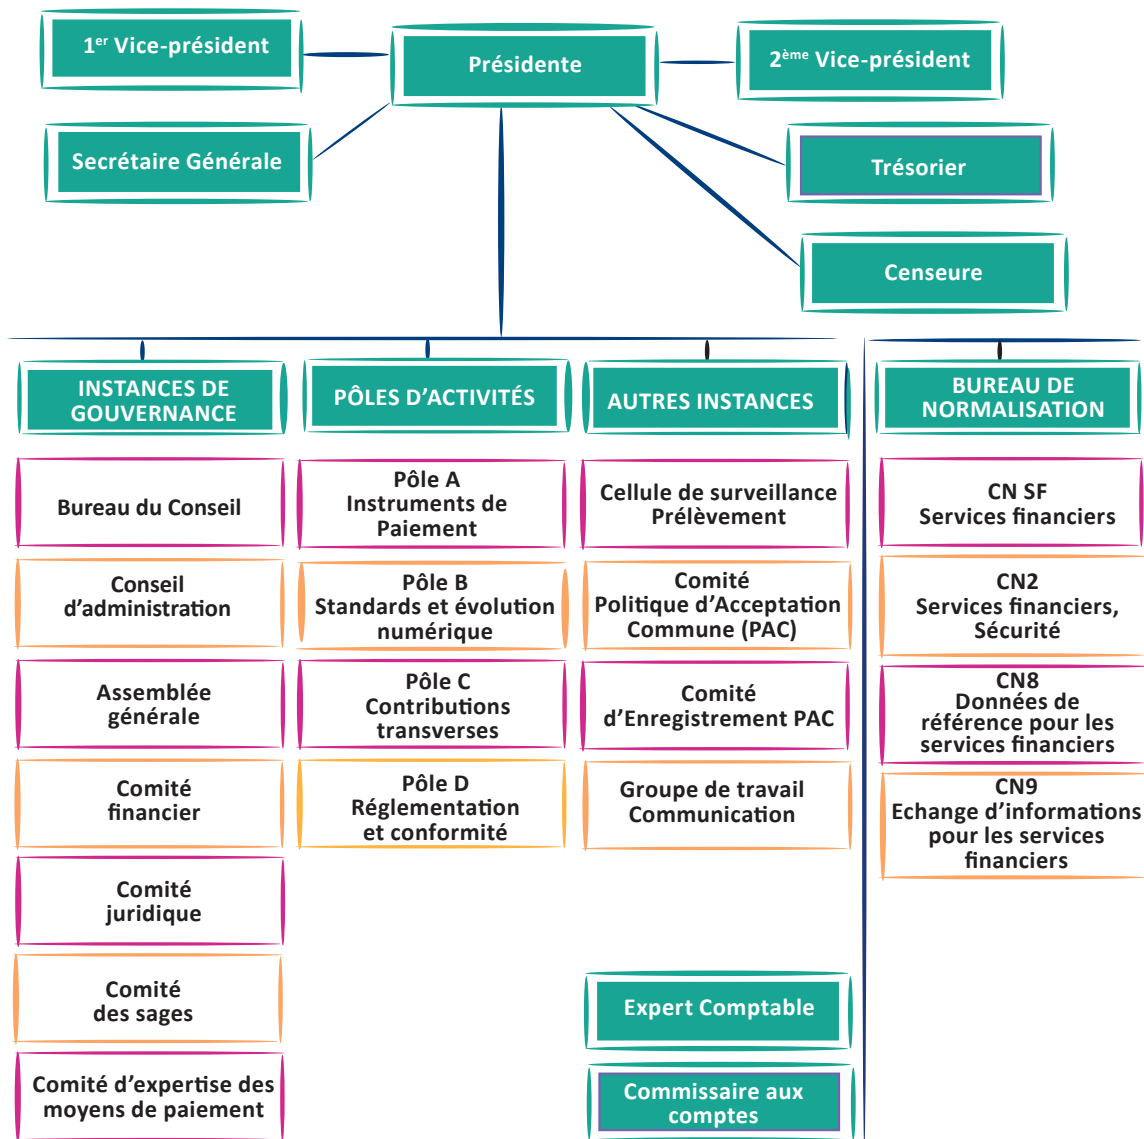 1er Vice-président
Présidente
2ème Vice-président
Secrétaire Générale
Trésorier
Censeure
INSTANCES DE
GOUVERNANCE
Bureau du Conseil
Conseil
d’administration
Assemblée
générale
Comité
financier
Comité
juridique
Comité
des sages
Comité d’expertise des
moyens de paiement
PÔLES D’ACTIVITÉS
Pôle A
Instruments de
Paiement
Pôle B
Standards et évolution
numérique
Pôle C
Contributions
transverses
Pôle D
Réglementation
et conformité
AUTRES INSTANCES
Cellule de surveillance
Prélèvement
Comité
Politique d’Acceptation
Commune (PAC)
Comité
d’Enregistrement PAC
Groupe de travail
Communication
Expert Comptable
Commissaire aux
comptes
BUREAU DE
NORMALISATION
CN SF
Services financiers
CN2
Services financiers,
Sécurité
CN8
Données de
référence pour les
services financiers
CN9
Echange d’informations
pour les services
financiers